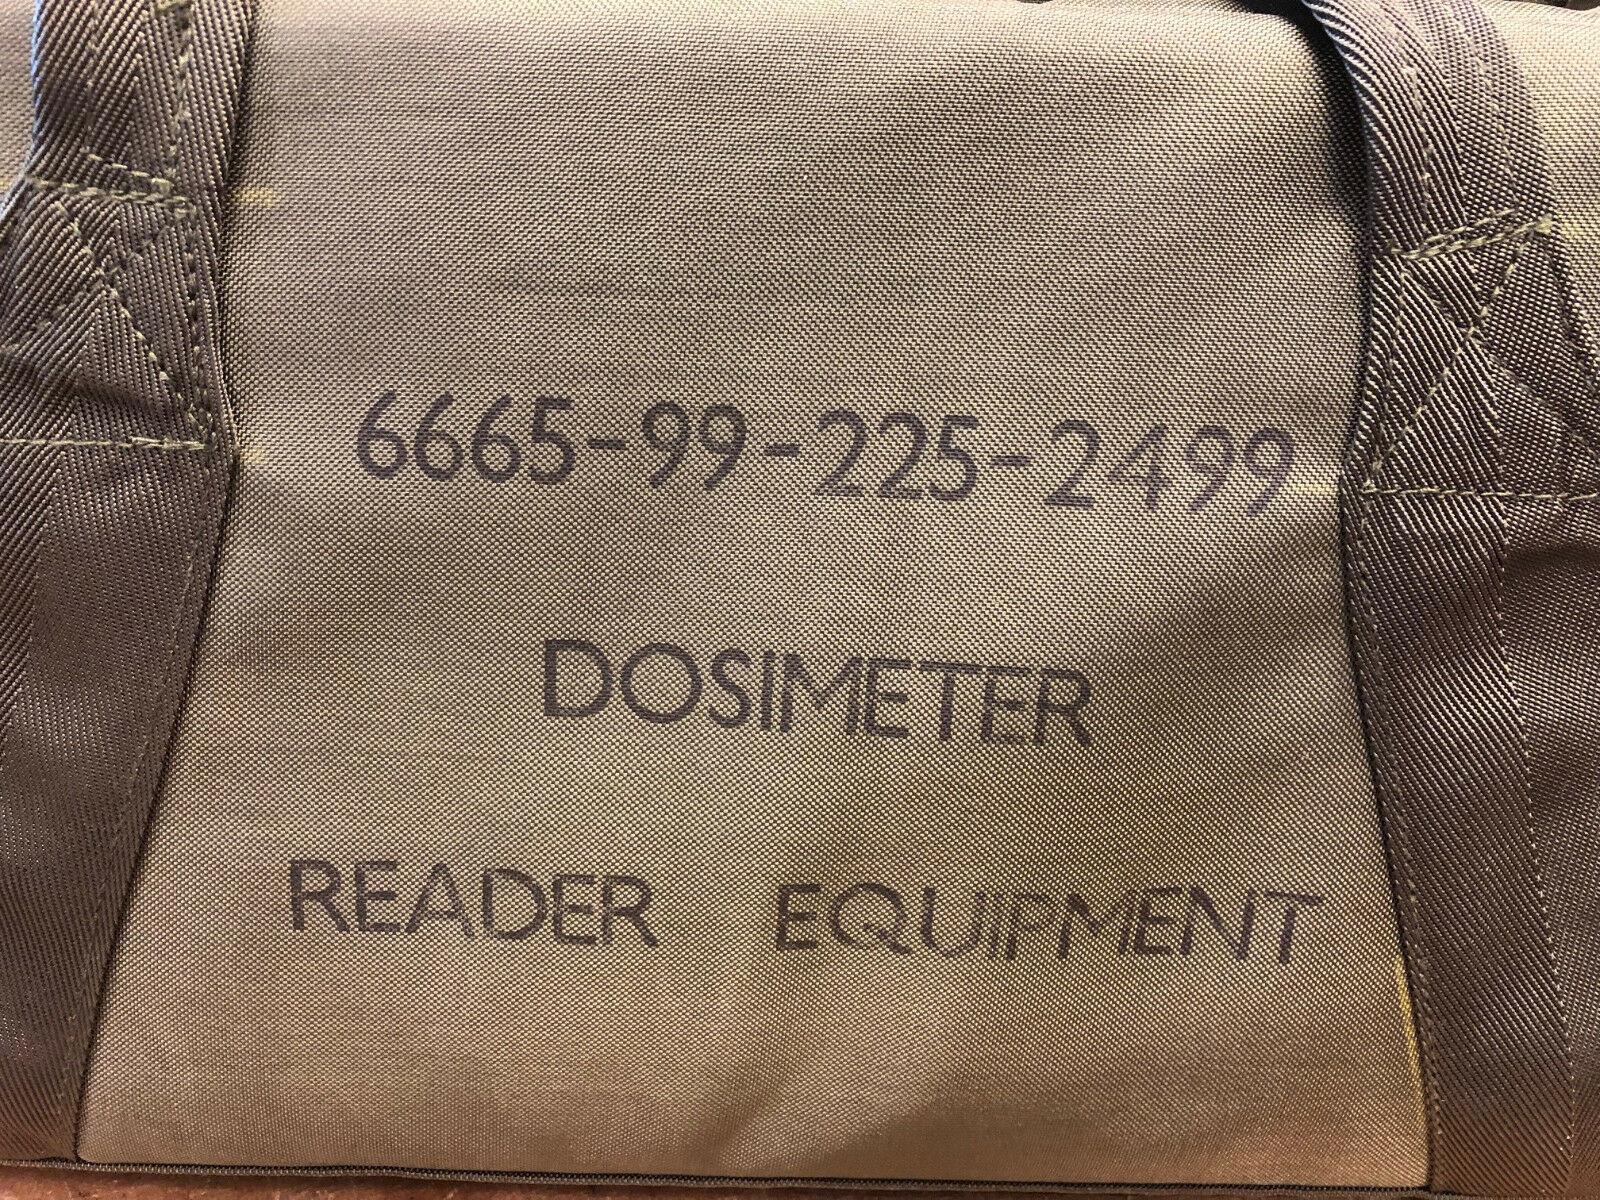 6665-99-225-2499
DOSIMETER
READER EQUIPMENT